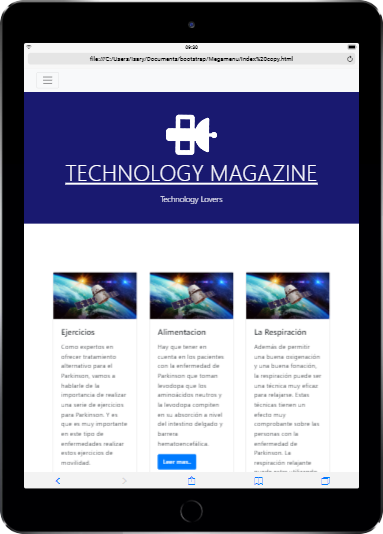 09:30
file:///C:/Users/isery/Documents/bootstrap/Megamenu/index%20copy.html
TECHNOLOGY MAGAZINE
Technology Lovers
Ejercicios
Como expertos en
ofrecer tratamiento
alternativo para el
Parkinson, vamos a
hablarle de la
importancia de
realizar una serie de
ejercicios para
Parkinson. Y es
que es muy importante
en este tipo de
enfermedades realizar
estos ejercicios de
movilidad.
Alimentacion
Hay que tener en
cuenta en los pacientes
con la enfermedad de
Parkinson que toman
levodopa que los
aminoácidos neutros y
la levodopa compiten
en su absorción a nivel
del intestino delgado y
barrera
hematoencefálica.
Leer mas..
La Respiración
Además de permitir
una buena oxigenación
y una buena fonación,
la respiración puede ser
una técnica muy eficaz
para relajarse. Estas
técnicas tienen un
efecto muy
comprobante sobre las
personas con la
enfermedad de
Parkinson. La
respiración relajante